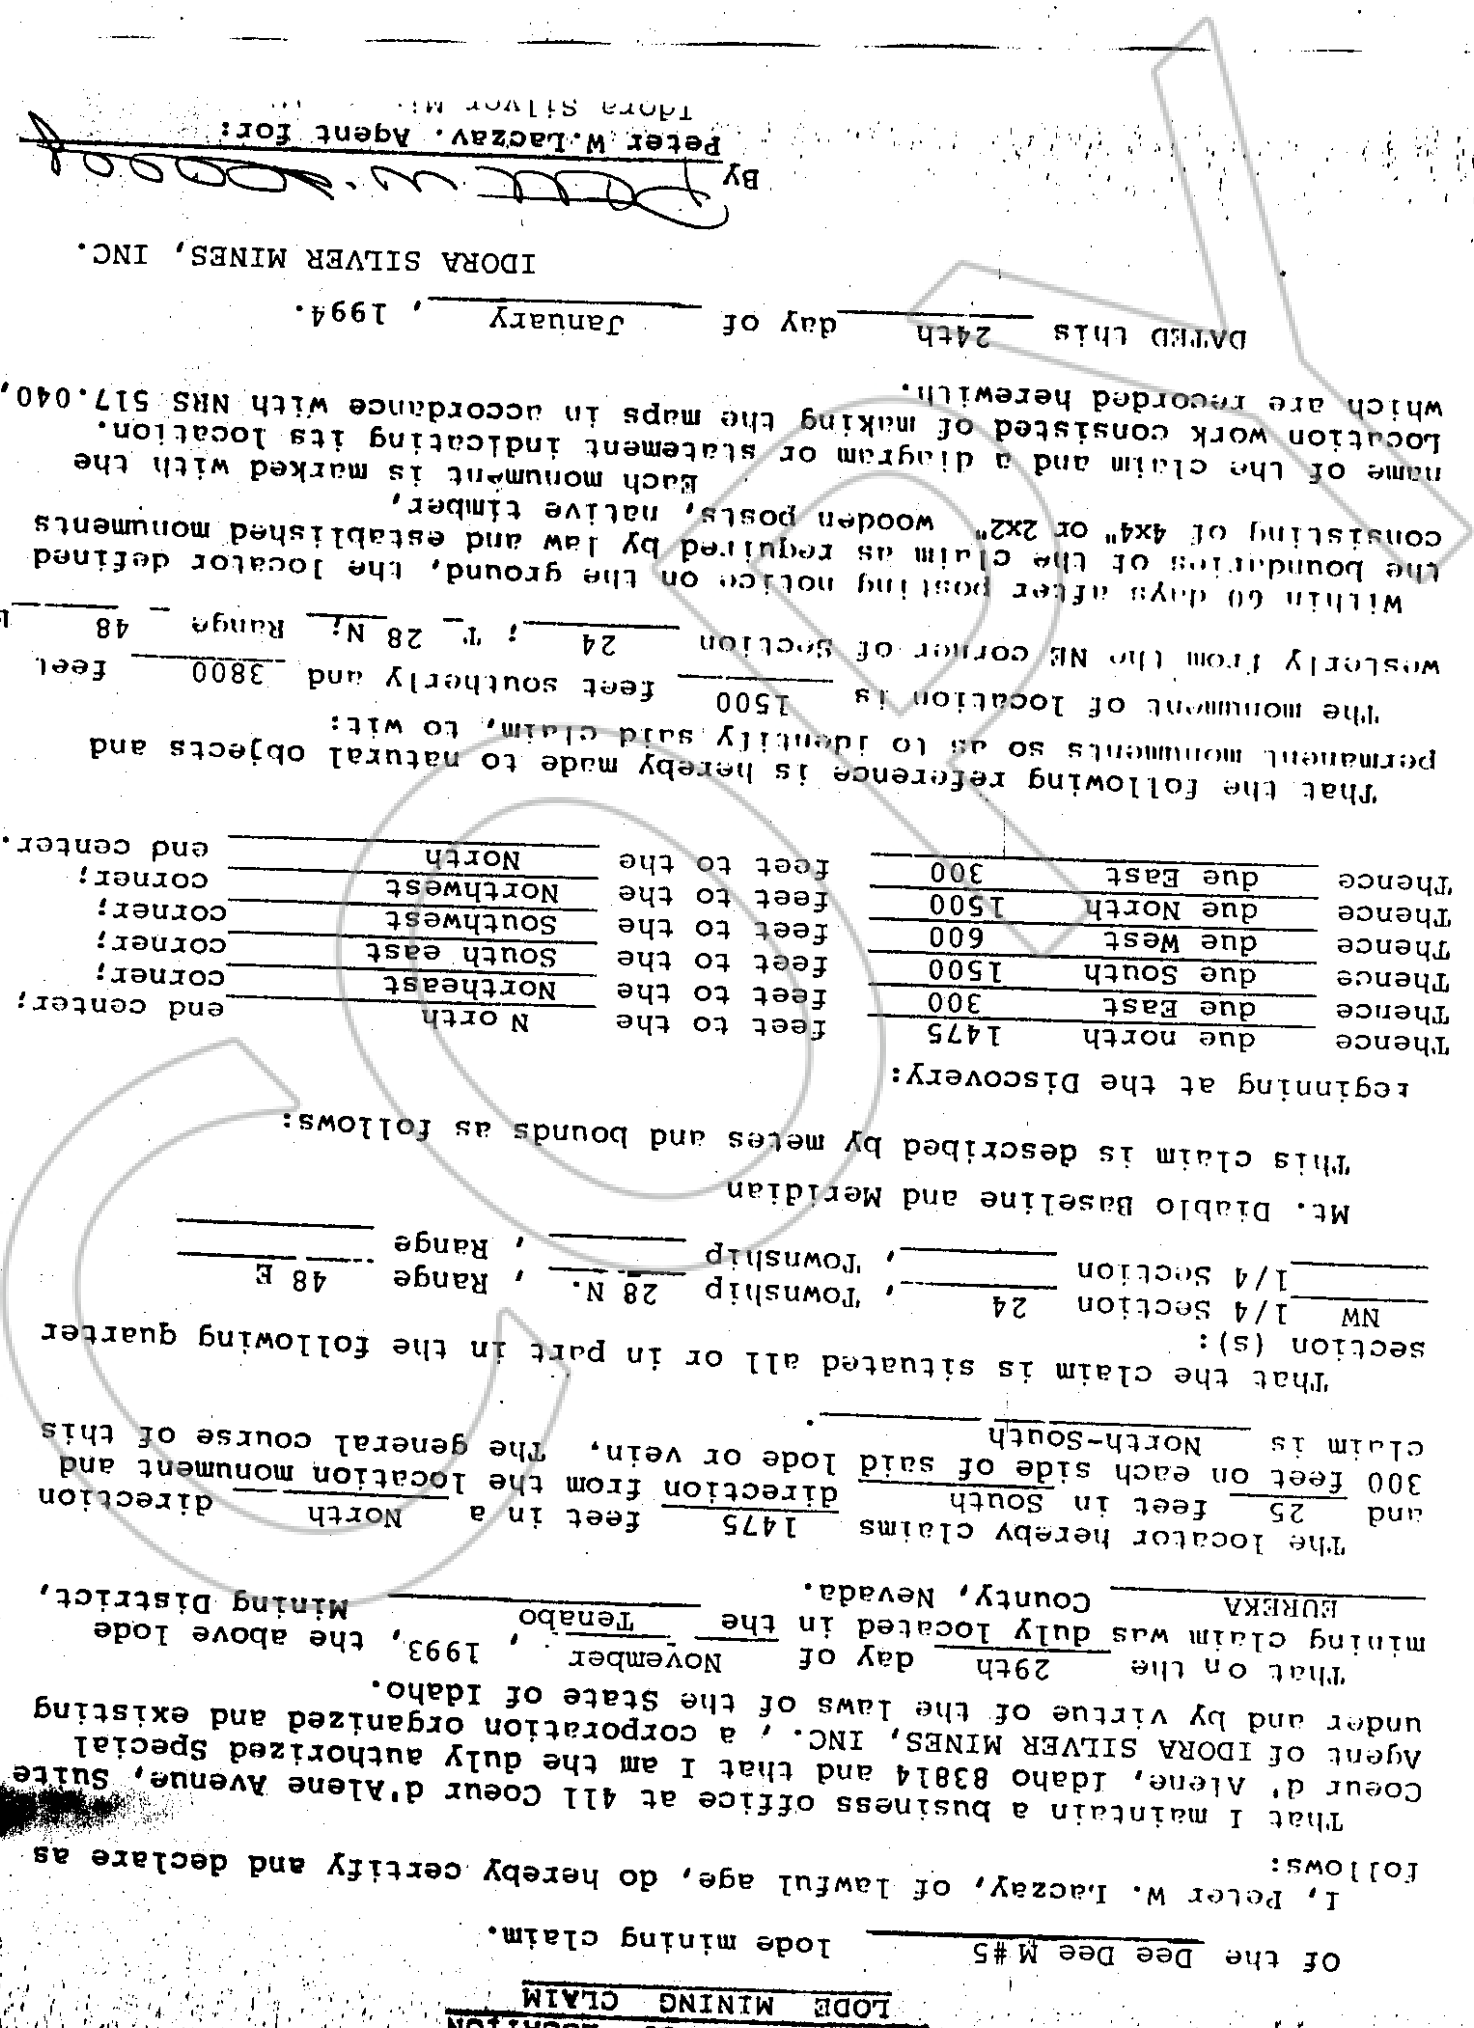 LOCATION
LODE MINING CLAIM
Of the Dee Dee M#5 lode mining claim.
I, Peter W. Laczay, of lawful age, do hereby certify and declare as
follows:
That I maintain a business office at 411 Coeur d'Alene Avenue, Suite
Coeur d' Alene, Idaho 83814 and that I am the duly authorized Special
Agent of IDORA SILVER MINES, INC. , a corporation organized and existing
under and by virtue of the laws of the State of Idaho.
That on the 29th day of November , 1993, the above lode
mining claim was duly located in the Tenabo Mining District,
EUREKA County, Nevada.
The locator hereby claims 1475 feet in a North direction
and 25 feet in South direction from the location monument and
300 feet on each side of said lode or vein. The general course of this
claim is North-South.
That the claim is situated all or in part in the following quarter
section (s):
NW 1/4 Section 24 , Township 28 N. , Range 48 E
1/4 Section , Township , Range
Mt. Diablo Baseline and Meridian
This claim is described by metes and bounds as follows:
Beginning at the Discovery:
Thence due north 1475 feet to the North end center;
Thence due East 300 feet to the Northeast corner;
Thence due South 1500 feet to the South east corner;
Thence due West 600 feet to the Southwest corner;
Thence due North 1500 feet to the Northwest corner;
Thence due East 300 feet to the North end center.
That the following reference is hereby made to natural objects and
permanent monuments so as to identify said claim, to wit:
The monument of location is 1500 feet southerly and 3800 feet
westerly from the NE corner of Section 24 ; T 28 N; Range 48
Within 60 days after posting notice on the ground, the locator defined
the boundaries of the claim as required by law and established monuments
consisting of 4x4" or 2x2" wooden posts, native timber,
Each monument is marked with the
name of the claim and a diagram or statement indicating its location.
Location work consisted of making the maps in accordance with NRS 517.040,
which are recorded herewith.
DATED this 24th day of January , 1994.
IDORA SILVER MINES, INC.
By
Peter W.Laczay. Agent for:
Idora Silver Mi
COPY